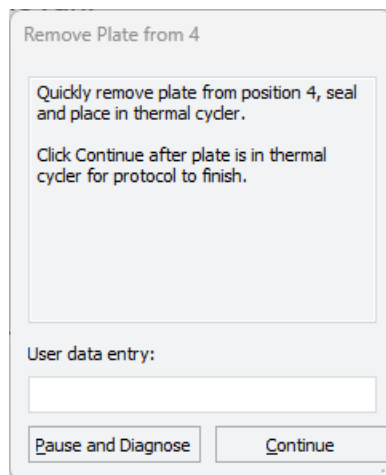 Remove Plate from 4
Quickly remove plate from position 4, seal
and place in thermal cycler.
Click Continue after plate is in thermal
cycler for protocol to finish.
User data entry:
Pause and Diagnose
Continue